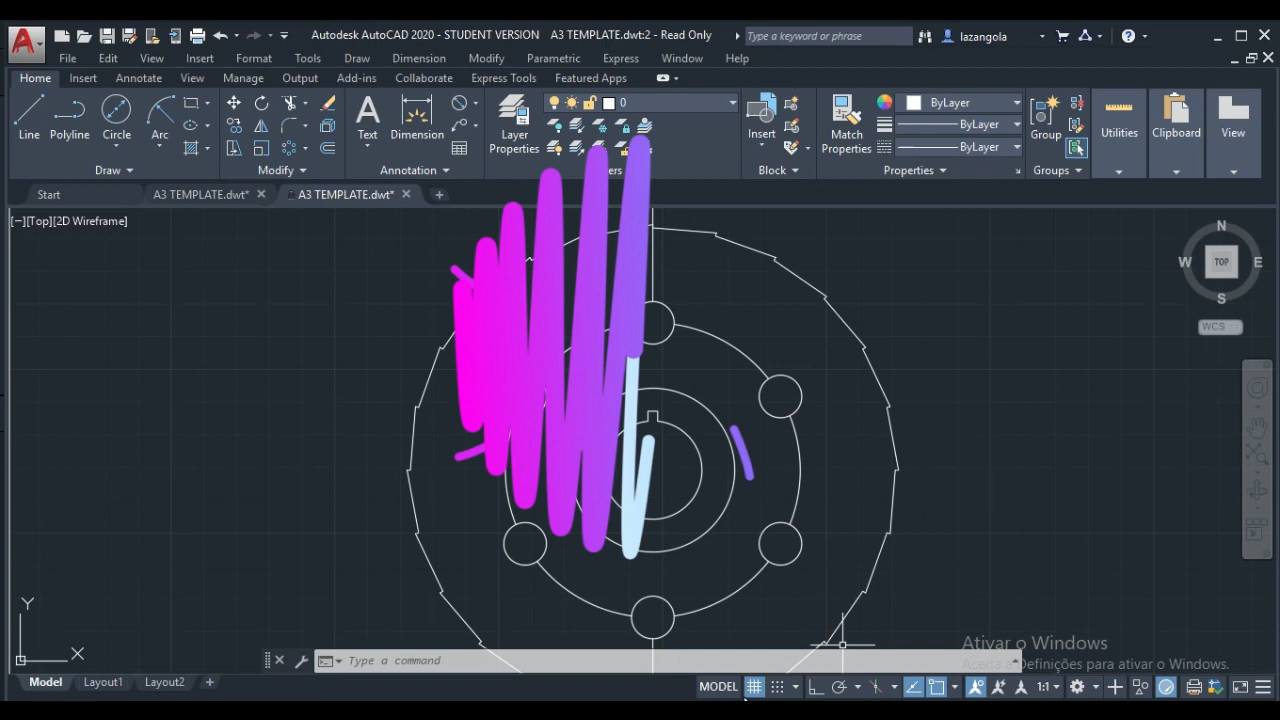 Autodesk AutoCAD 2020 - STUDENT VERSION A3 TEMPLATE.dwt:2 - Read Only Type a keyword or phrase lazangola
File Edit View Insert Format Tools Draw Dimension Modify Parametric Express Window Help
Home Insert Annotate View Manage Output Add-ins Collaborate Express Tools Featured Apps
0 ByLayer
ByLayer
Line Polyline Circle Arc Text Dimension Layer Properties Insert Match Properties ByLayer Group Utilities Clipboard View
Draw Modify Annotation Block Properties Groups
Start A3 TEMPLATE.dwt* A3 TEMPLATE.dwt*
[−][Top][2D Wireframe]
N
W TOP E
S
WCS
Y
X
Ativar o Windows
Type a command
Aceda a Definições para ativar o Windows.
Model Layout1 Layout2 MODEL 1:1